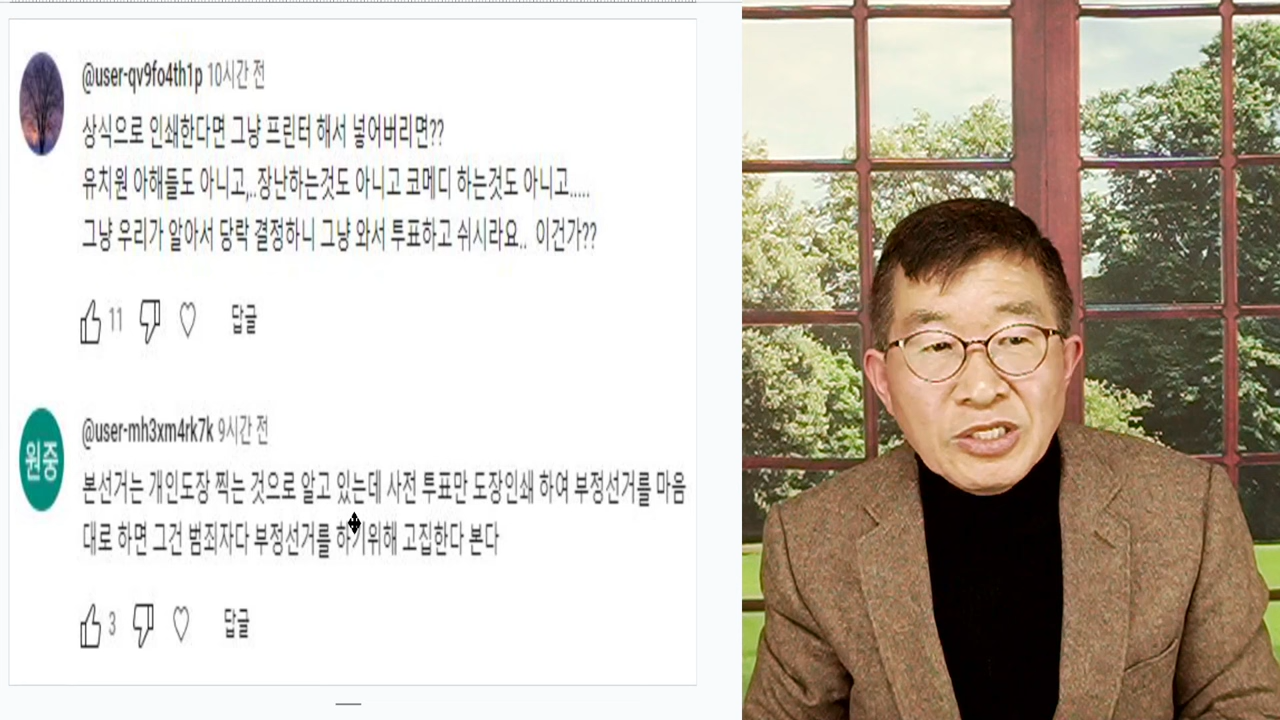 @user-qv9fo4th1p 10시간 전
상식으로 인쇄한다면 그냥 프린터 해서 넣어버리면??
유치원 아해들도 아니고,..장난하는것도 아니고 코메디 하는것도 아니고.....
그냥 우리가 알아서 당락 결정하니 그냥 와서 투표하고 쉬시라요.. 이건가??
11 답글
원중
@user-mh3xm4rk7k 9시간 전
본선거는 개인도장 찍는 것으로 알고 있는데 사전 투표만 도장인쇄 하여 부정선거를 마음
대로 하면 그건 범죄자다 부정선거를 하기위해 고집한다 본다
3 답글